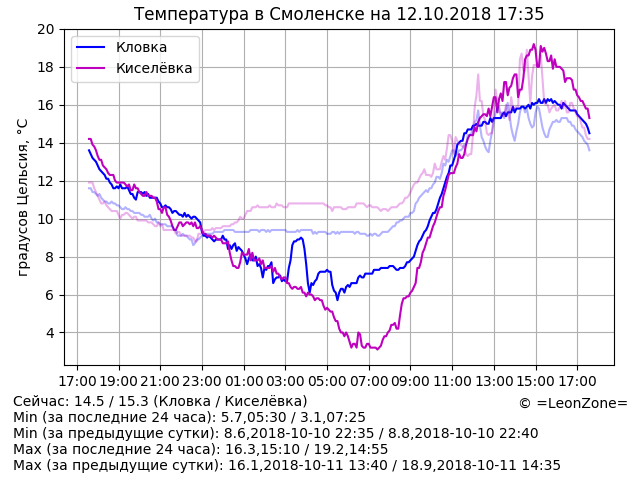 Температура в Смоленске на 12.10.2018 17:35
Кловка
Киселёвка
градусов Цельсия, °C
20
18
16
14
12
10
8
6
4
17:00 19:00 21:00 23:00 01:00 03:00 05:00 07:00 09:00 11:00 13:00 15:00 17:00
Сейчас: 14.5 / 15.3 (Кловка / Киселёвка)
© =LeonZone=
Min (за последние 24 часа): 5.7,05:30 / 3.1,07:25
Min (за предыдущие сутки): 8.6,2018-10-10 22:35 / 8.8,2018-10-10 22:40
Max (за последние 24 часа): 16.3,15:10 / 19.2,14:55
Max (за предыдущие сутки): 16.1,2018-10-11 13:40 / 18.9,2018-10-11 14:35